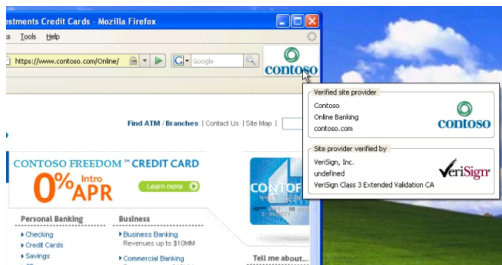 estments Credit Cards - Mozilla Firefox
s Tools Help
https://www.contoso.com/Online/
G Google
contoso
Verified site provider
Contoso
Online Banking
contoso.com
contoso
Site provider verified by
VeriSign, Inc.
undefined
VeriSign Class 3 Extended Validation CA
VeriSign
Find ATM / Branches | Contact Us | Site Map |
CONTOSO FREEDOM ™ CREDIT CARD
0% Intro APR
Learn more
CONTO
Personal Banking
Checking
Credit Cards
Savings
Business
Business Banking
Revenues up to $10MM
Commercial Banking
Tell me about...